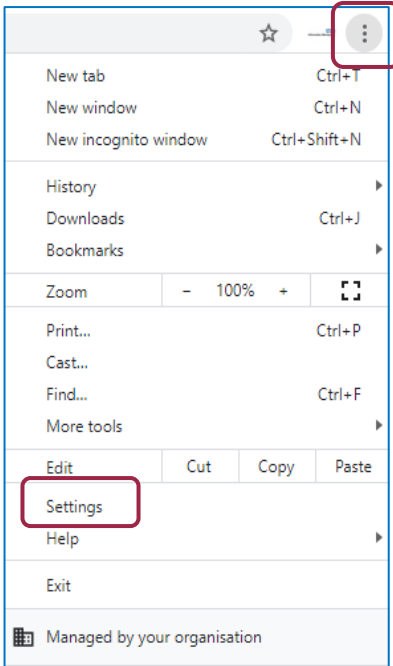 New tab Ctrl+T
New window Ctrl+N
New incognito window Ctrl+Shift+N
History
Downloads Ctrl+J
Bookmarks
Zoom - 100% +
Print... Ctrl+P
Cast...
Find... Ctrl+F
More tools
Edit Cut Copy Paste
Settings
Help
Exit
Managed by your organisation